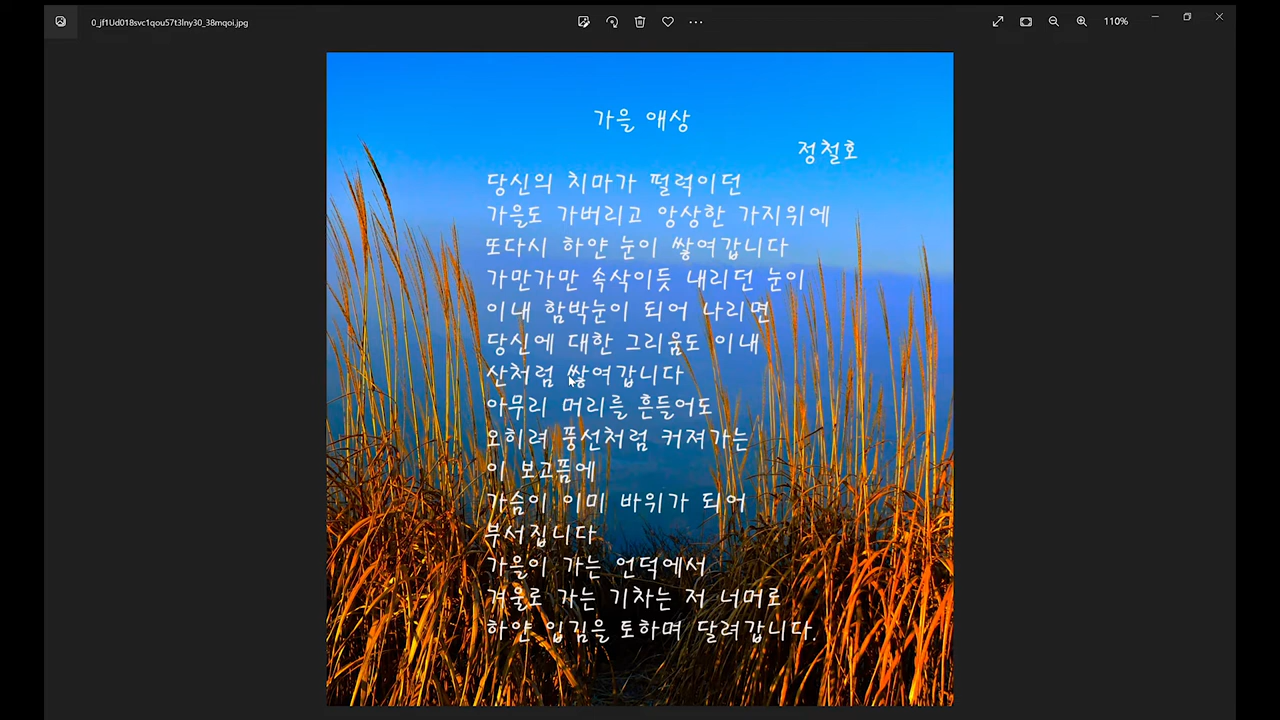 0_jf1Ud018svc1qou57t3lny30_38mqoi.jpg
110%
가을 애상
정철호
당신의 치마가 펄럭이던
가을도 가버리고 앙상한 가지위에
또다시 하얀 눈이 쌓여갑니다
가만가만 속삭이듯 내리던 눈이
이내 함박눈이 되어 나리면
당신에 대한 그리움도 이내
산처럼 쌓여갑니다
아무리 머리를 흔들어도
오히려 풍선처럼 커져가는
이 보고픔에
가슴이 이미 바위가 되어
부서집니다
가을이 가는 언덕에서
겨울로 가는 기차는 저 너머로
하얀 입김을 토하며 달려갑니다.